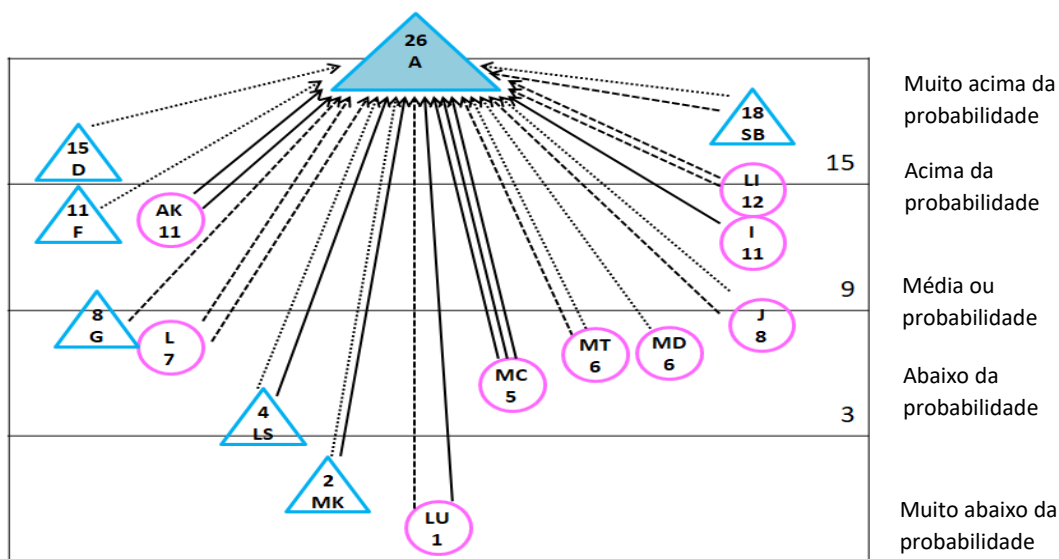 26
A
Muito acima da
probabilidade
18
SB
15
D
15
Acima da
probabilidade
LI
12
11
F
AK
11
I
11
9
Média ou
probabilidade
8
G
L
7
J
8
MT
6
MD
6
MC
5
Abaixo da
probabilidade
3
4
LS
2
MK
LU
1
Muito abaixo da
probabilidade